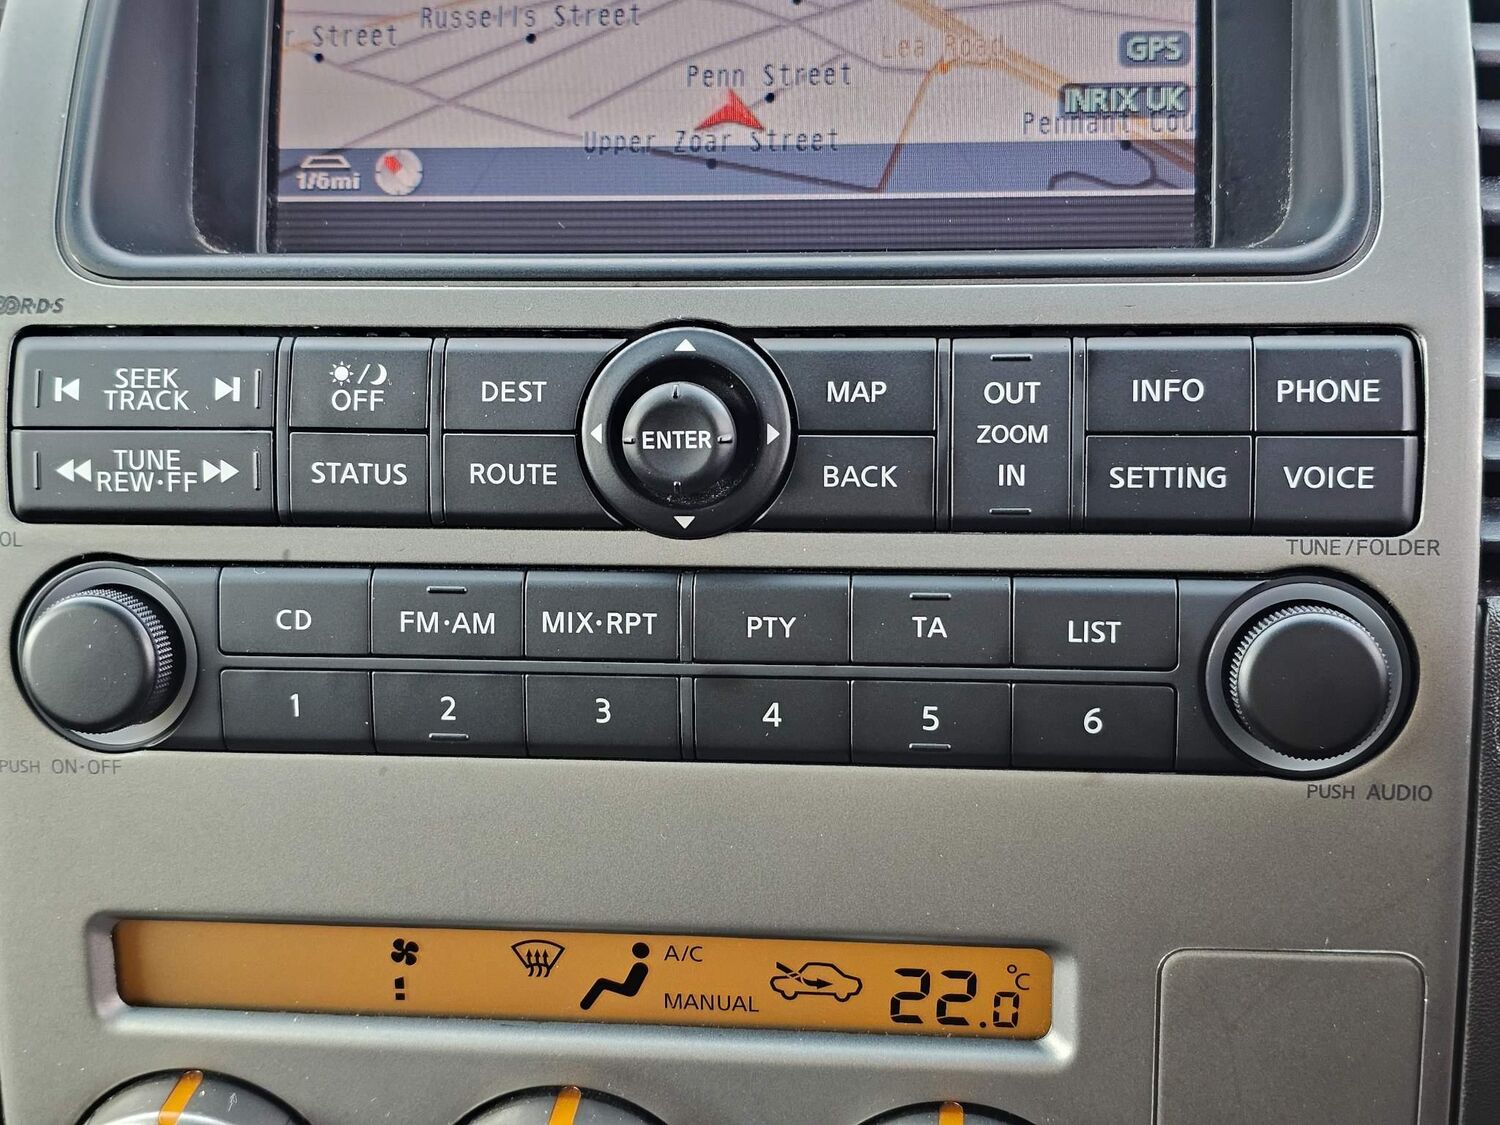 Russells Street
r Street
Lea Road
GPS
Penn Street
INRIX UK
Pennant Cou
Upper Zoar Street
1/6mi
R·D·S
SEEK
TRACK
OFF
DEST
MAP
OUT
ZOOM
IN
INFO
PHONE
ENTER
TUNE
REW·FF
STATUS
ROUTE
BACK
SETTING
VOICE
OL
TUNE/FOLDER
CD
FM·AM
MIX·RPT
PTY
TA
LIST
1
2
3
4
5
6
PUSH ON·OFF
PUSH AUDIO
A/C
MANUAL
22.0°C